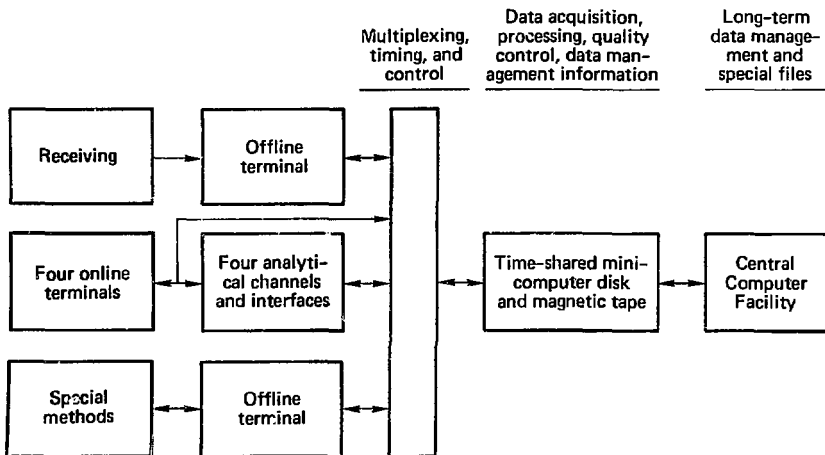 Multiplexing,
timing, and
control
Data acquisition,
processing, quality
control, data man-
agement information
Long-term
data manage-
ment and
special files
Receiving
Offline
terminal
Four online
terminals
Four analyti-
cal channels
and interfaces
Time-shared mini-
computer disk
and magnetic tape
Central
Computer
Facility
Special
methods
Offline
terminal